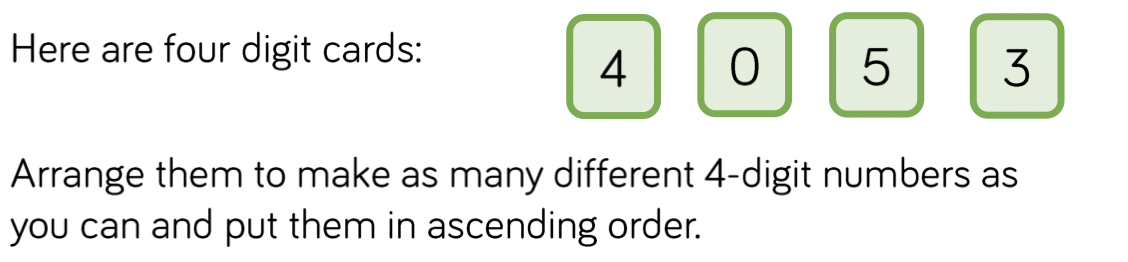 Here are four digit cards: 4 0 5 3
Arrange them to make as many different 4-digit numbers as
you can and put them in ascending order.